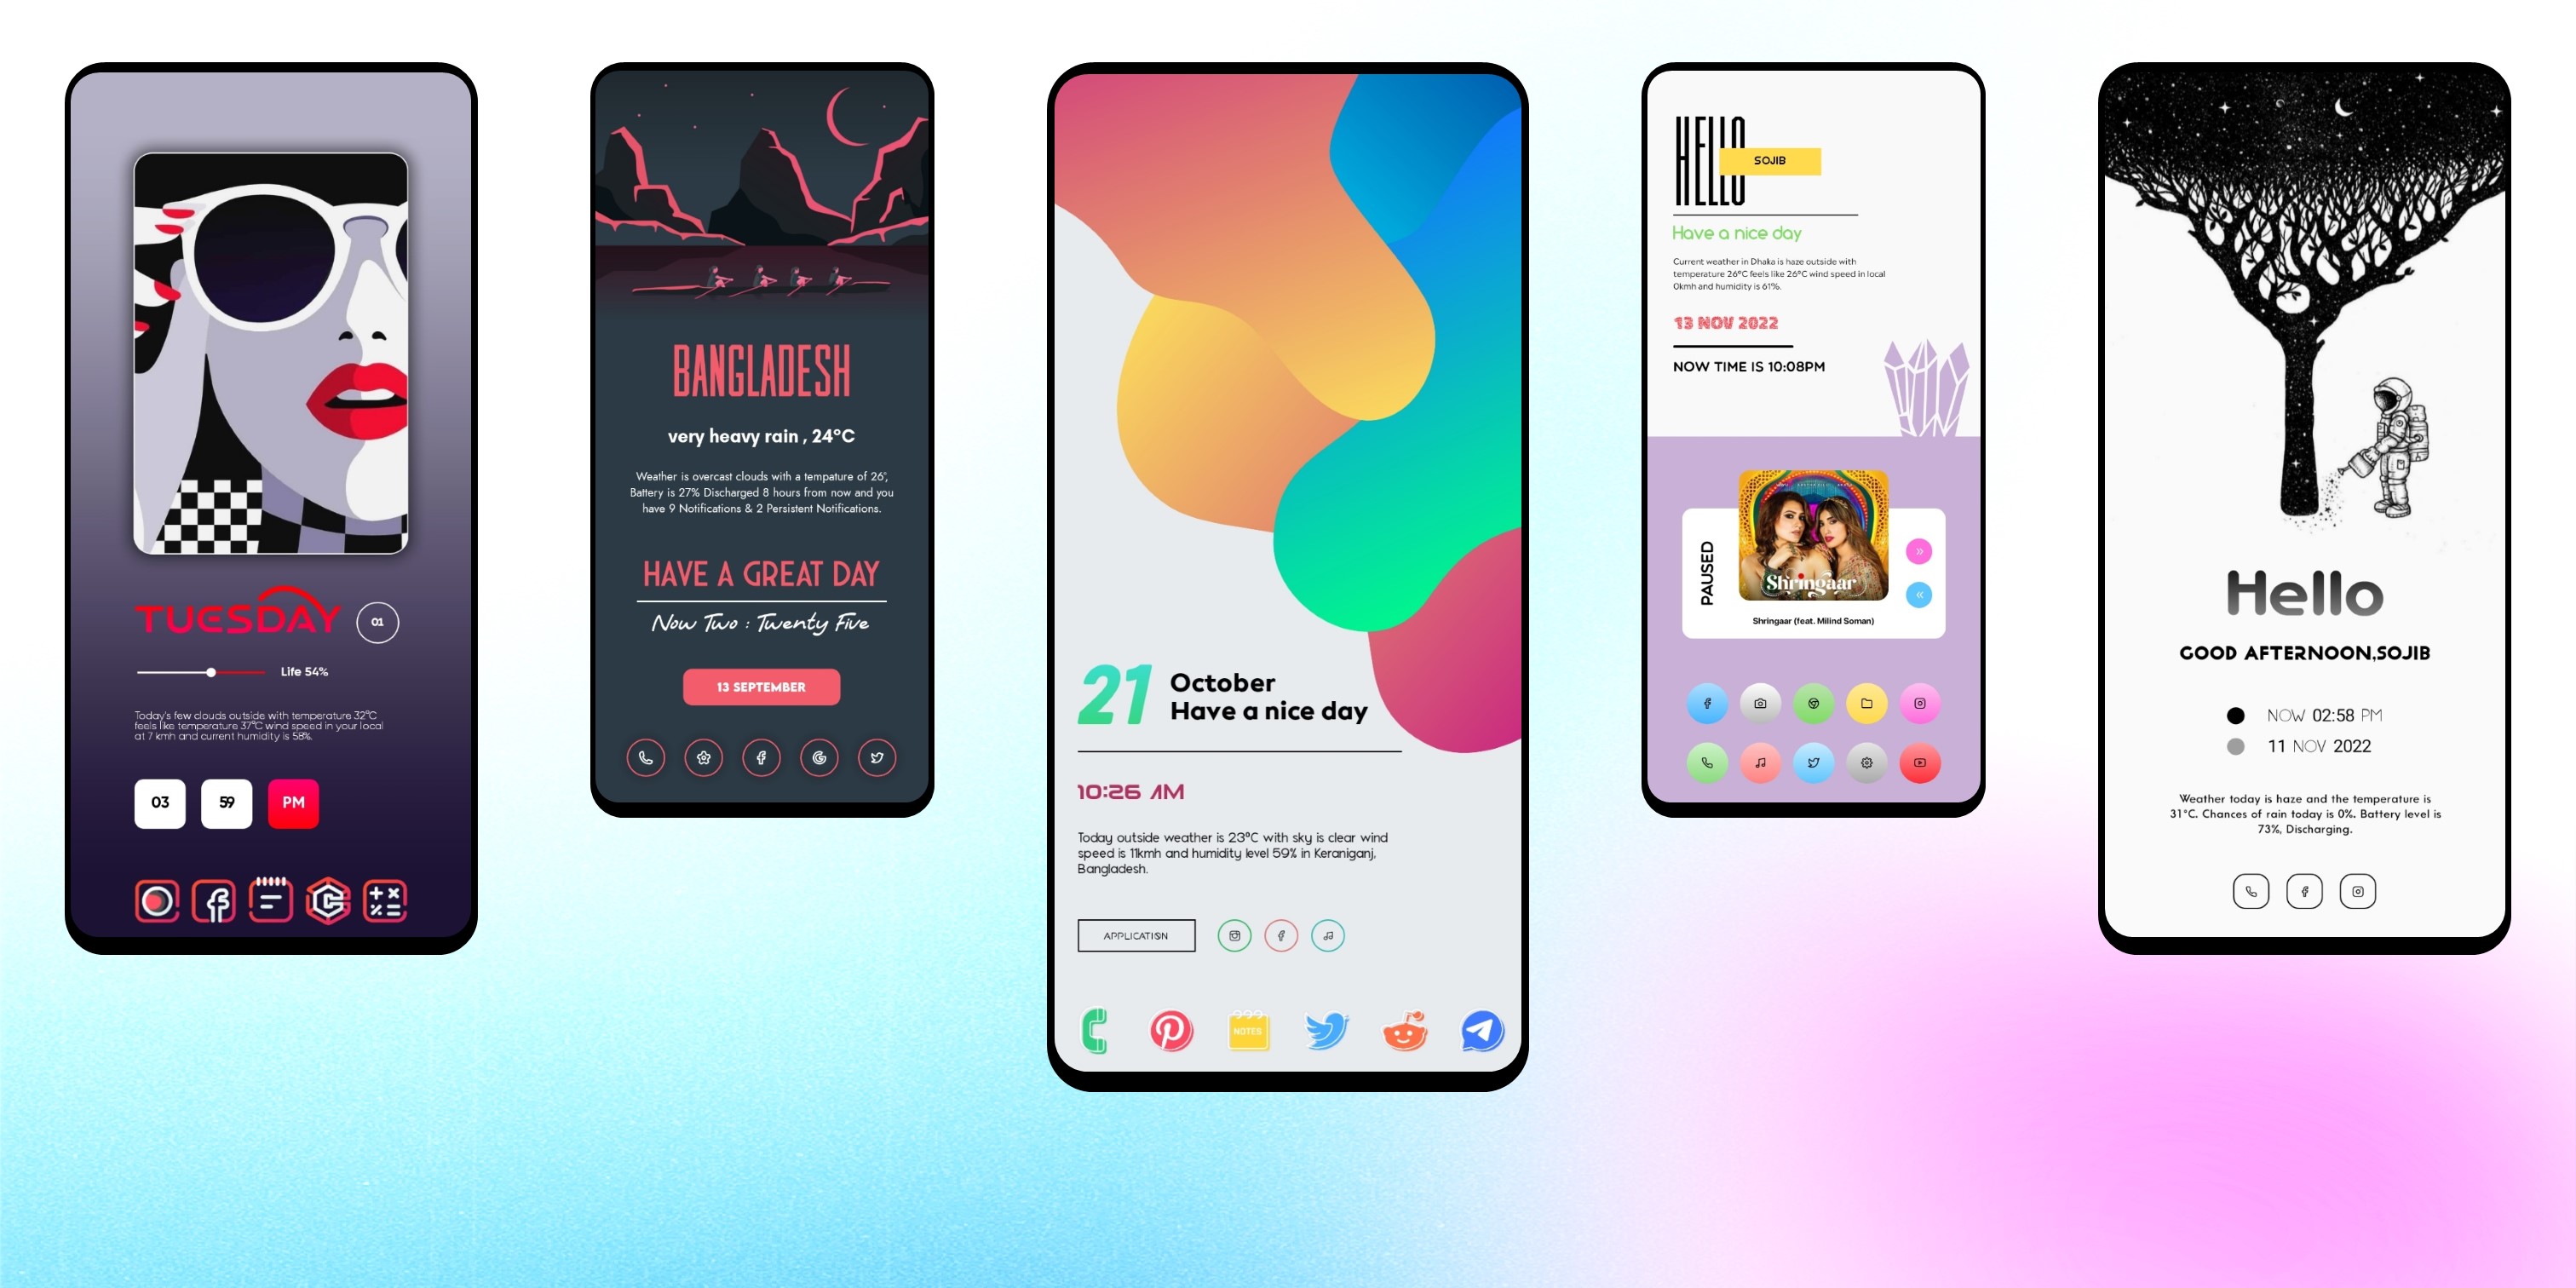 TUESDAY
01
Life 54%
Today's few clouds outside with temperature 32°C
feels like temperature 37°C wind speed in your local
at 7 kmh and current humidity is 58%.
03
59
PM
BANGLADESH
very heavy rain , 24°C
Weather is overcast clouds with a tempature of 26°,
Battery is 27% Discharged 8 hours from now and you
have 9 Notifications & 2 Persistent Notifications.
HAVE A GREAT DAY
Now Two : Twenty Five
13 SEPTEMBER
21
October
Have a nice day
10:26 AM
Today outside weather is 23°C with sky is clear wind
speed is 11kmh and humidity level 59% in Keraniganj,
Bangladesh.
APPLICATION
NOTES
HELLO
SOJIB
Have a nice day
Current weather in Dhaka is haze outside with
temperature 26°C feels like 26°C wind speed in local
0kmh and humidity is 61%.
13 NOV 2022
NOW TIME IS 10:08PM
PAUSED
Shringaar
Shringaar (feat. Milind Soman)
Hello
GOOD AFTERNOON,SOJIB
NOW 02:58 PM
11 NOV 2022
Weather today is haze and the temperature is
31°C. Chances of rain today is 0%. Battery level is
73%, Discharging.